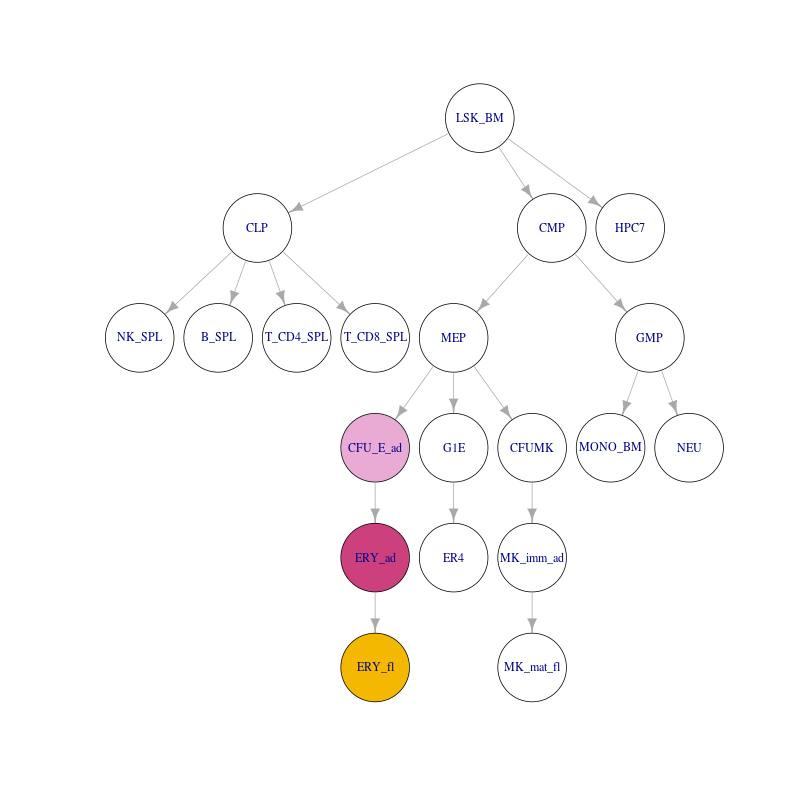 LSK_BM
CLP
CMP
HPC7
NK_SPL
B_SPL
T_CD4_SPL
T_CD8_SPL
MEP
GMP
CFU_E_ad
G1E
CFUMK
MONO_BM
NEU
ERY_ad
ER4
MK_imm_ad
ERY_fl
MK_mat_fl